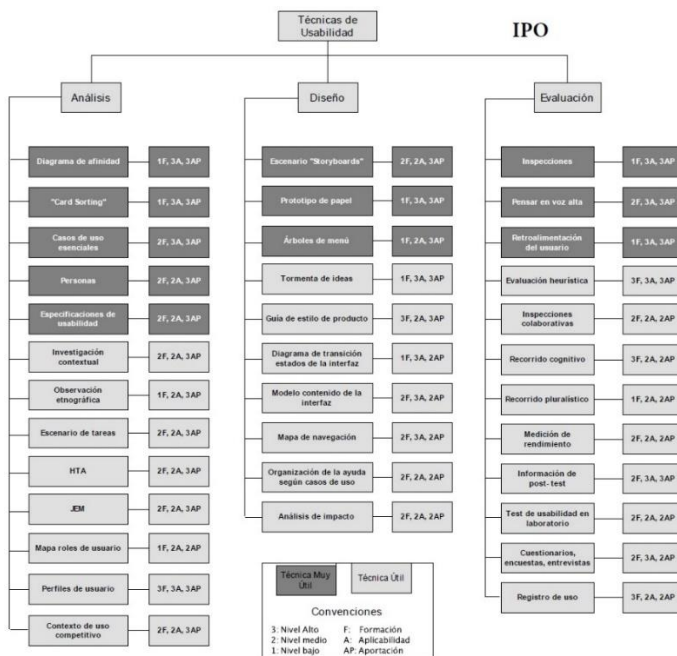 Técnicas de
Usabilidad
IPO
Análisis
Diagrama de afinidad
1F, 3A, 3AP
"Card Sorting"
1F, 3A, 3AP
Casos de uso
esenciales
2F, 3A, 3AP
Personas
2F, 2A, 3AP
Especificaciones de
usabilidad
2F, 2A, 3AP
Investigación
contextual
2F, 2A, 3AP
Observación
etnográfica
1F, 2A, 3AP
Escenario de tareas
2F, 2A, 3AP
HTA
2F, 2A, 3AP
JEM
2F, 2A, 3AP
Mapa roles de usuario
1F, 2A, 2AP
Perfiles de usuario
3F, 3A, 3AP
Contexto de uso
competitivo
2F, 2A, 3AP
Diseño
Escenario "Storyboards"
2F, 2A, 3AP
Prototipo de papel
1F, 3A, 3AP
Árboles de menú
1F, 2A, 3AP
Tormenta de ideas
1F, 3A, 3AP
Guía de estilo de producto
3F, 2A, 3AP
Diagrama de transición
estados de la interfaz
1F, 3A, 2AP
Modelo contenido de la
interfaz
2F, 3A, 2AP
Mapa de navegación
2F, 3A, 2AP
Organización de la ayuda
según casos de uso
2F, 2A, 2AP
Análisis de impacto
2F, 2A, 2AP
Evaluación
Inspecciones
1F, 3A, 3AP
Pensar en voz alta
2F, 3A, 3AP
Retroalimentación
del usuario
1F, 3A, 3AP
Evaluación heurística
3F, 3A, 3AP
Inspecciones
colaborativas
2F, 2A, 2AP
Recorrido cognitivo
3F, 2A, 2AP
Recorrido pluralístico
1F, 2A, 2AP
Medición de
rendimiento
2F, 2A, 2AP
Información de
post- test
2F, 3A, 3AP
Test de usabilidad en
laboratorio
2F, 2A, 2AP
Cuestionarios,
encuestas, entrevistas
2F, 3A, 2AP
Registro de uso
3F, 2A, 2AP
Técnica Muy
Útil
Técnica Útil
Convenciones
3: Nivel Alto F: Formación
2: Nivel medio A: Aplicabilidad
1: Nivel bajo AP: Aportación